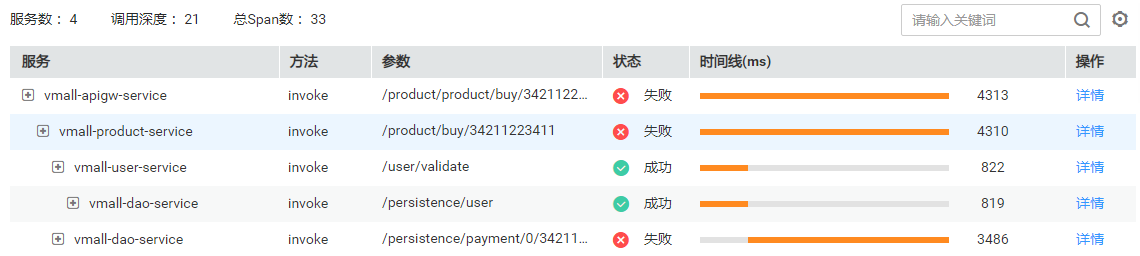 服务数： 4 调用深度： 21 总Span数： 33 请输入关键词
服务 方法 参数 状态 时间线(ms) 操作
vmall-apigw-service invoke /product/product/buy/3421122... 失败 4313 详情
vmall-product-service invoke /product/buy/34211223411 失败 4310 详情
vmall-user-service invoke /user/validate 成功 822 详情
vmall-dao-service invoke /persistence/user 成功 819 详情
vmall-dao-service invoke /persistence/payment/0/34211... 失败 3486 详情